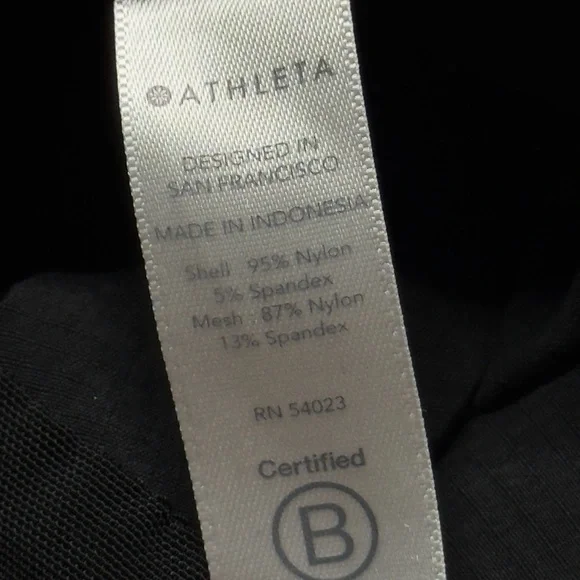 ATHLETA
DESIGNED IN
SAN FRANCISCO
MADE IN INDONESIA
Shell 95% Nylon
5% Spandex
Mesh 87% Nylon
13% Spandex
RN 54023
Certified
B